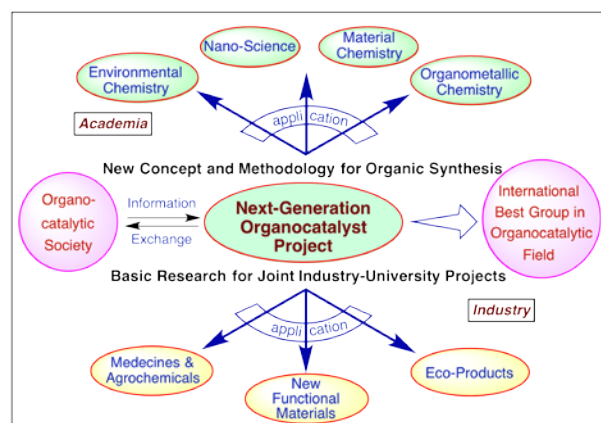 Nano-Science
Material
Chemistry
Environmental
Chemistry
Organometallic
Chemistry
appli cation
Academia
New Concept and Methodology for Organic Synthesis
Organo-
catalytic
Society
Information
Exchange
Next-Generation
Organocatalyst
Project
International
Best Group in
Organocatalytic
Field
Basic Research for Joint Industry-University Projects
Industry
appli cation
Medecines &
Agrochemicals
New
Functional
Materials
Eco-Products